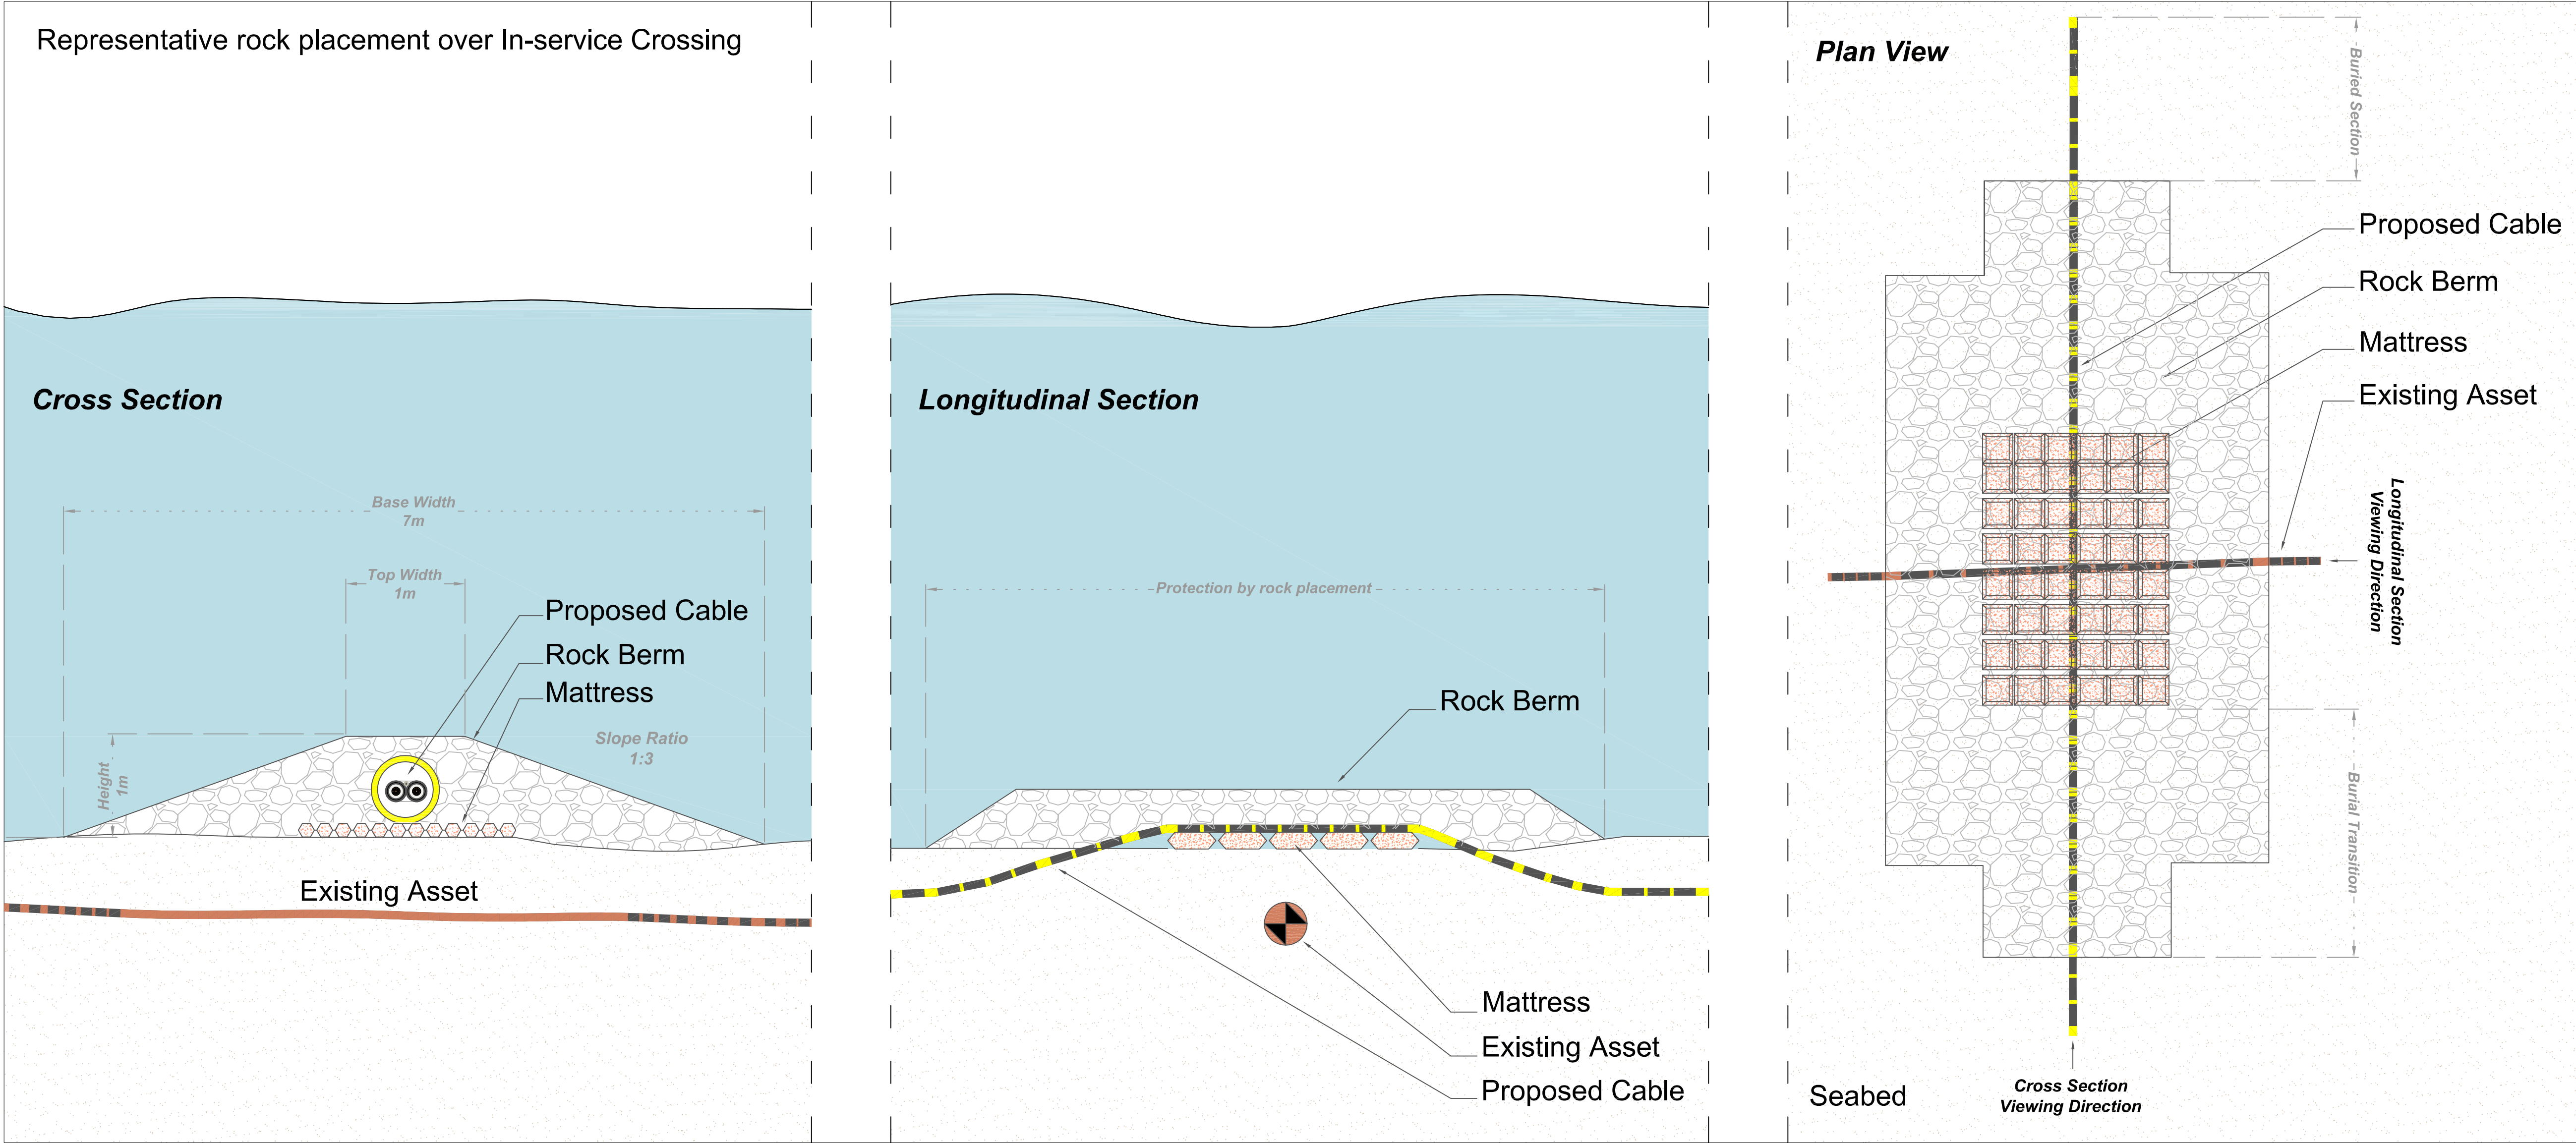 Representative rock placement over In-service Crossing
Cross Section
Base Width
7m
Top Width
1m
Proposed Cable
Rock Berm
Mattress
Slope Ratio
1:3
Height
1m
Existing Asset
Longitudinal Section
Protection by rock placement
Rock Berm
Mattress
Existing Asset
Proposed Cable
Plan View
Buried Section
Proposed Cable
Rock Berm
Mattress
Existing Asset
Longitudinal Section
Viewing Direction
Burial Transition
Seabed
Cross Section
Viewing Direction